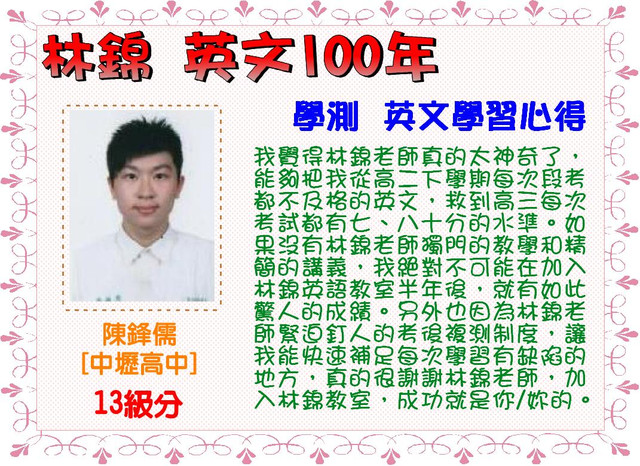 林錦 英文100年
學測 英文學習心得
我覺得林錦老師真的太神奇了，
能夠把我從高二下學期每次段考
都不及格的英文，救到高三每次
考試都有七、八十分的水準。如
果沒有林錦老師獨門的教學和精
簡的講義，我絕對不可能在加入
林錦英語教室半年後，就有如此
驚人的成績。另外也因為林錦老
師緊迫釘人的考後複測制度，讓
我能快速補足每次學習有缺陷的
地方，真的很謝謝林錦老師，加
入林錦教室，成功就是你/妳的。
陳鋒儒
[中壢高中]
13級分